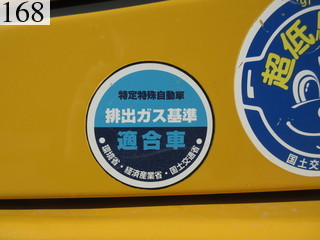 168
特定特殊自動車
排出ガス基準
適合車
・環境省・経済産業省・国土交通省・
超低
国土交